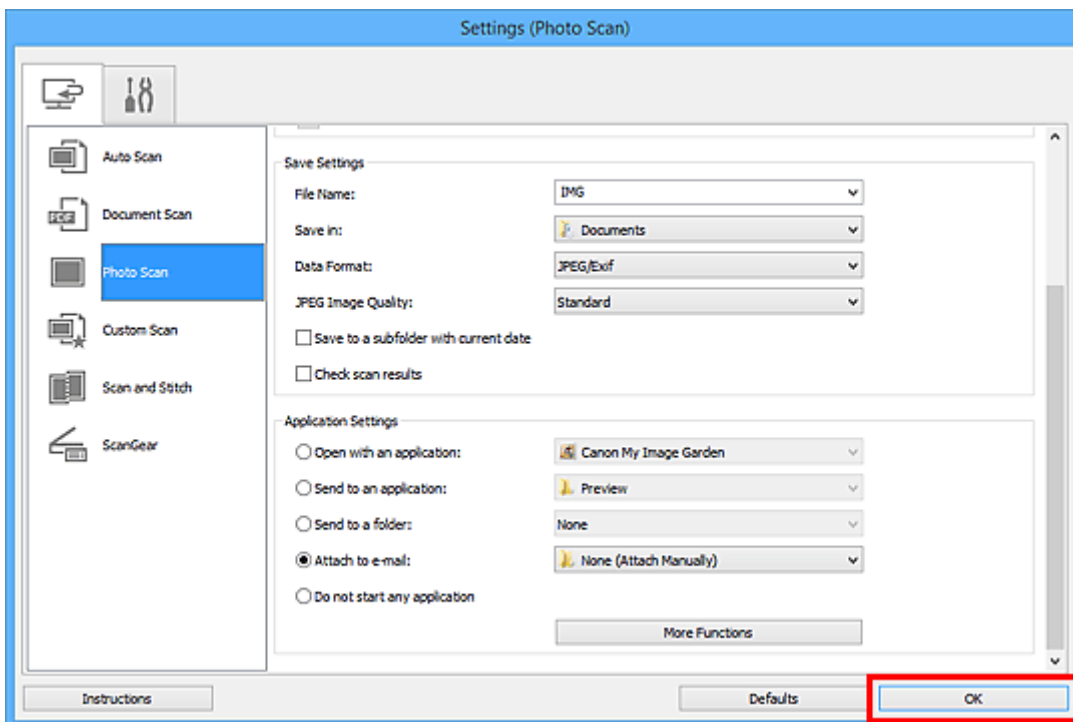 Settings (Photo Scan)
Auto Scan
PDF
Document Scan
Photo Scan
Custom Scan
Scan and Stitch
ScanGear
Save Settings
File Name: IMG
Save in: Documents
Data Format: JPEG/Exif
JPEG Image Quality: Standard
Save to a subfolder with current date
Check scan results
Application Settings
Open with an application: Canon My Image Garden
Send to an application: Preview
Send to a folder: None
Attach to e-mail: None (Attach Manually)
Do not start any application
More Functions
Instructions Defaults OK